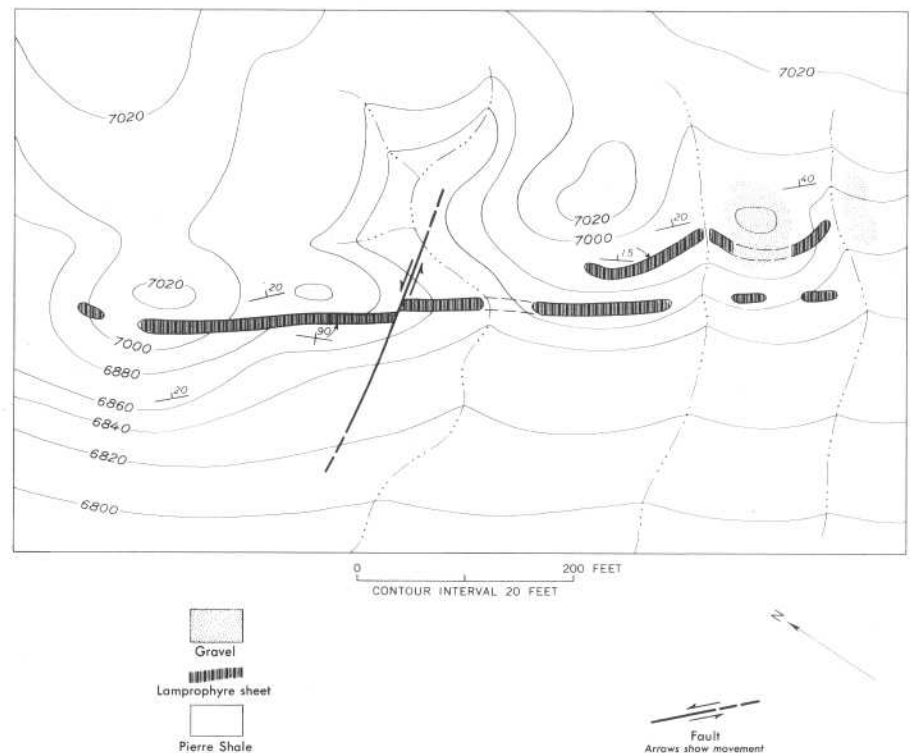 7020
7020
20
40
7020
7000
15
20
7020
20
90
7000
6880
20
6860
6840
6820
6800
0 200 FEET
CONTOUR INTERVAL 20 FEET
N
Gravel
Lamprophyre sheet
Pierre Shale
Fault
Arrows show movement